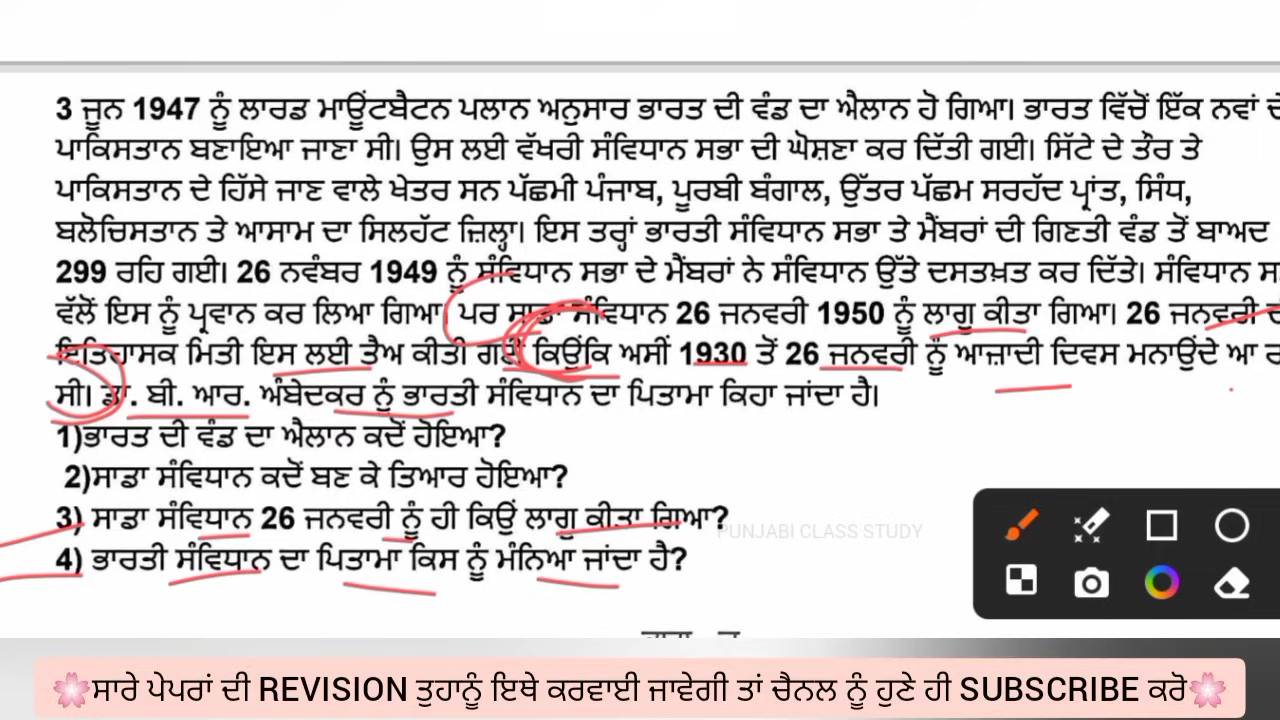 3 ਜੂਨ 1947 ਨੂੰ ਲਾਰਡ ਮਾਊਂਟਬੈਟਨ ਪਲਾਨ ਅਨੁਸਾਰ ਭਾਰਤ ਦੀ ਵੰਡ ਦਾ ਐਲਾਨ ਹੋ ਗਿਆ। ਭਾਰਤ ਵਿੱਚੋਂ ਇੱਕ ਨਵਾਂ
ਪਾਕਿਸਤਾਨ ਬਣਾਇਆ ਜਾਣਾ ਸੀ। ਉਸ ਲਈ ਵੱਖਰੀ ਸੰਵਿਧਾਨ ਸਭਾ ਦੀ ਘੋਸ਼ਣਾ ਕਰ ਦਿੱਤੀ ਗਈ। ਸਿੱਟੇ ਦੇ ਤੌਰ ਤੇ
ਪਾਕਿਸਤਾਨ ਦੇ ਹਿੱਸੇ ਜਾਣ ਵਾਲੇ ਖੇਤਰ ਸਨ ਪੱਛਮੀ ਪੰਜਾਬ, ਪੂਰਬੀ ਬੰਗਾਲ, ਉੱਤਰ ਪੱਛਮ ਸਰਹੱਦ ਪ੍ਰਾਂਤ, ਸਿੰਧ,
ਬਲੋਚਿਸਤਾਨ ਤੇ ਆਸਾਮ ਦਾ ਸਿਲਹੱਟ ਜ਼ਿਲ੍ਹਾ। ਇਸ ਤਰ੍ਹਾਂ ਭਾਰਤੀ ਸੰਵਿਧਾਨ ਸਭਾ ਤੇ ਮੈਂਬਰਾਂ ਦੀ ਗਿਣਤੀ ਵੰਡ ਤੋਂ ਬਾਅਦ
299 ਰਹਿ ਗਈ। 26 ਨਵੰਬਰ 1949 ਨੂੰ ਸੰਵਿਧਾਨ ਸਭਾ ਦੇ ਮੈਂਬਰਾਂ ਨੇ ਸੰਵਿਧਾਨ ਉੱਤੇ ਦਸਤਖ਼ਤ ਕਰ ਦਿੱਤੇ। ਸੰਵਿਧਾਨ
ਵੱਲੋਂ ਇਸ ਨੂੰ ਪ੍ਰਵਾਨ ਕਰ ਲਿਆ ਗਿਆ ਪਰ ਸਾਡਾ ਸੰਵਿਧਾਨ 26 ਜਨਵਰੀ 1950 ਨੂੰ ਲਾਗੂ ਕੀਤਾ ਗਿਆ। 26 ਜਨਵਰੀ
ਇਤਿਹਾਸਕ ਮਿਤੀ ਇਸ ਲਈ ਤੈਅ ਕੀਤੀ ਗਈ ਕਿਉਂਕਿ ਅਸੀਂ 1930 ਤੋਂ 26 ਜਨਵਰੀ ਨੂੰ ਆਜ਼ਾਦੀ ਦਿਵਸ ਮਨਾਉਂਦੇ ਆ
ਸੀ। ਡਾ. ਬੀ. ਆਰ. ਅੰਬੇਦਕਰ ਨੂੰ ਭਾਰਤੀ ਸੰਵਿਧਾਨ ਦਾ ਪਿਤਾਮਾ ਕਿਹਾ ਜਾਂਦਾ ਹੈ।
1)ਭਾਰਤ ਦੀ ਵੰਡ ਦਾ ਐਲਾਨ ਕਦੋਂ ਹੋਇਆ?
2)ਸਾਡਾ ਸੰਵਿਧਾਨ ਕਦੋਂ ਬਣ ਕੇ ਤਿਆਰ ਹੋਇਆ?
3) ਸਾਡਾ ਸੰਵਿਧਾਨ 26 ਜਨਵਰੀ ਨੂੰ ਹੀ ਕਿਉਂ ਲਾਗੂ ਕੀਤਾ ਗਿਆ?
PUNJABI CLASS STUDY
4) ਭਾਰਤੀ ਸੰਵਿਧਾਨ ਦਾ ਪਿਤਾਮਾ ਕਿਸ ਨੂੰ ਮੰਨਿਆ ਜਾਂਦਾ ਹੈ?
🌸ਸਾਰੇ ਪੇਪਰਾਂ ਦੀ REVISION ਤੁਹਾਨੂੰ ਇਥੇ ਕਰਵਾਈ ਜਾਵੇਗੀ ਤਾਂ ਚੈਨਲ ਨੂੰ ਹੁਣੇ ਹੀ SUBSCRIBE ਕਰੋ🌸